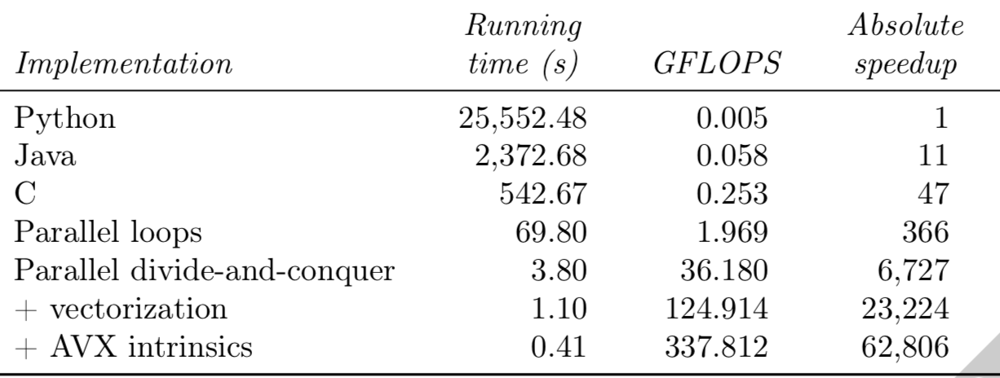 Running Absolute
Implementation time (s) GFLOPS speedup
Python 25,552.48 0.005 1
Java 2,372.68 0.058 11
C 542.67 0.253 47
Parallel loops 69.80 1.969 366
Parallel divide-and-conquer 3.80 36.180 6,727
+ vectorization 1.10 124.914 23,224
+ AVX intrinsics 0.41 337.812 62,806